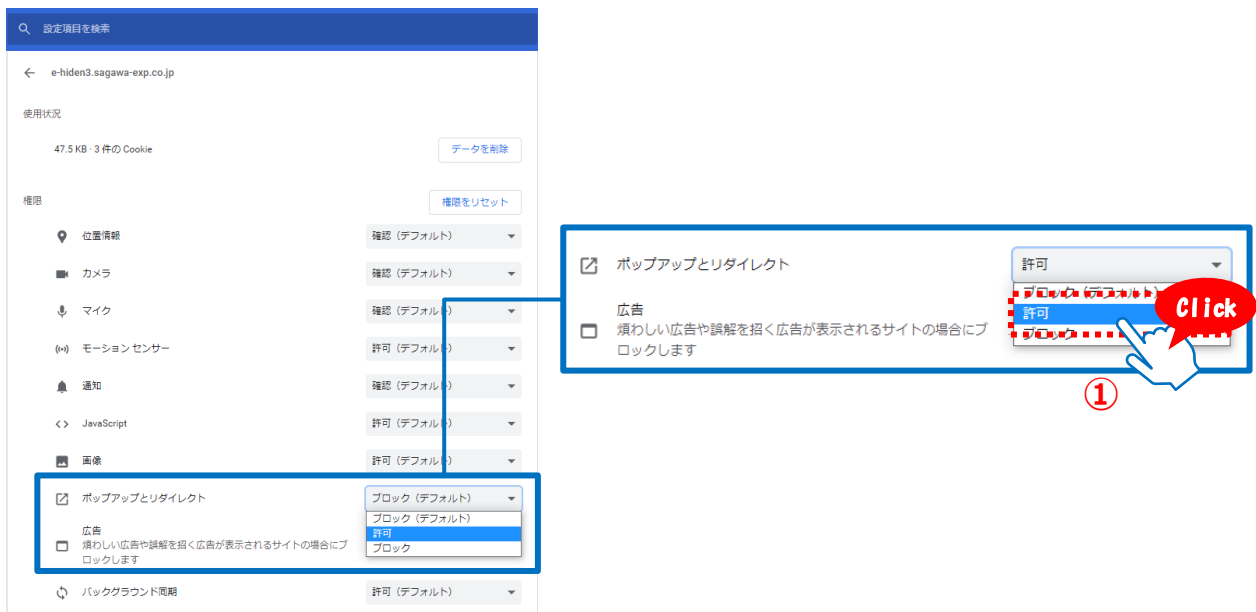 設定項目を検索
e-hiden3.sagawa-exp.co.jp
使用状況
47.5 KB · 3 件の Cookie
データを削除
権限
権限をリセット
位置情報
確認（デフォルト）
カメラ
確認（デフォルト）
マイク
確認（デフォルト）
モーション センサー
許可（デフォルト）
通知
確認（デフォルト）
JavaScript
許可（デフォルト）
画像
許可（デフォルト）
ポップアップとリダイレクト
ブロック（デフォルト）
ブロック（デフォルト）
許可
ブロック
広告
煩わしい広告や誤解を招く広告が表示されるサイトの場合にブ
ロックします
バックグラウンド同期
許可（デフォルト）
ポップアップとリダイレクト
許可
ブロック（デフォルト）
許可
ブロック
広告
煩わしい広告や誤解を招く広告が表示されるサイトの場合にブ
ロックします
Click
①